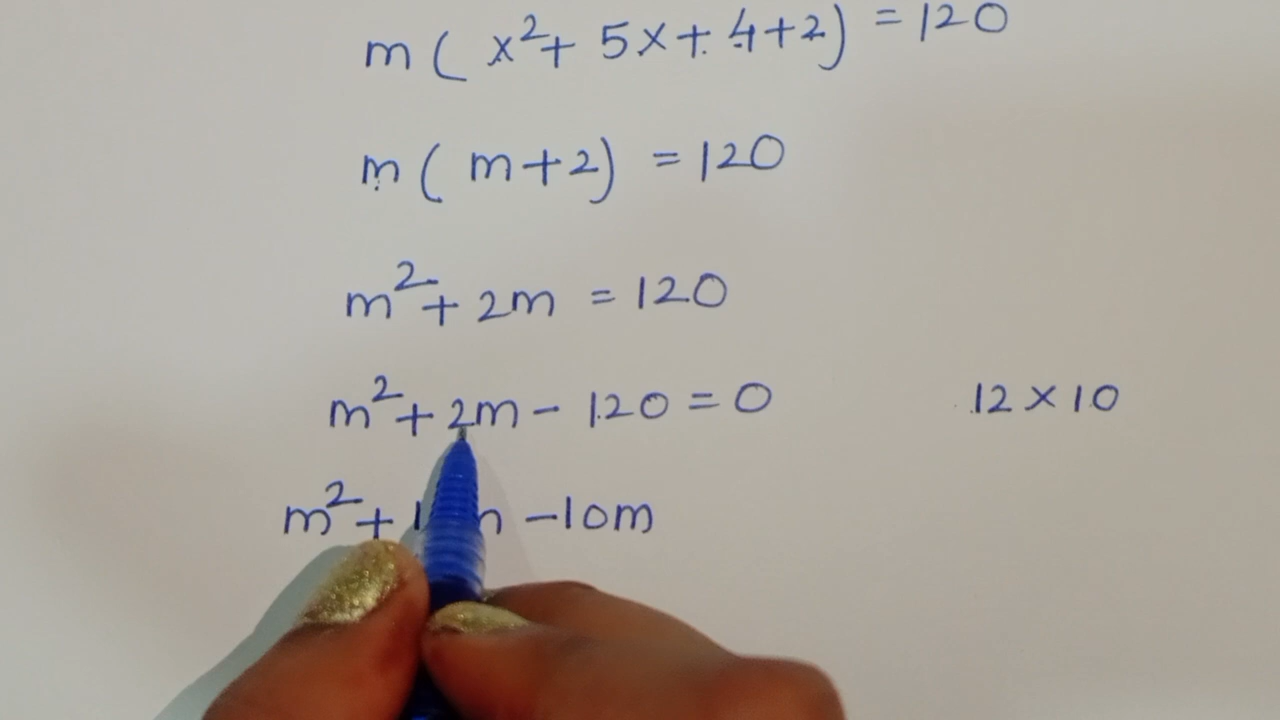 m ( x² + 5x + 4 + 2) = 120
m ( m + 2) = 120
m² + 2m = 120
m² + 2m - 120 = 0
12 × 10
m² + - 10m